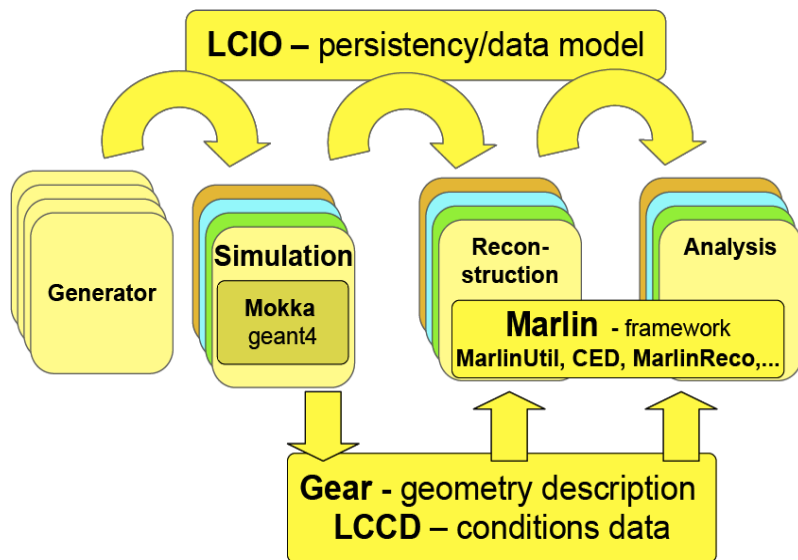 LCIO – persistency/data model
Generator
Simulation
Mokka
geant4
Recon-
struction
Analysis
Marlin - framework
MarlinUtil, CED, MarlinReco,...
Gear - geometry description
LCCD – conditions data